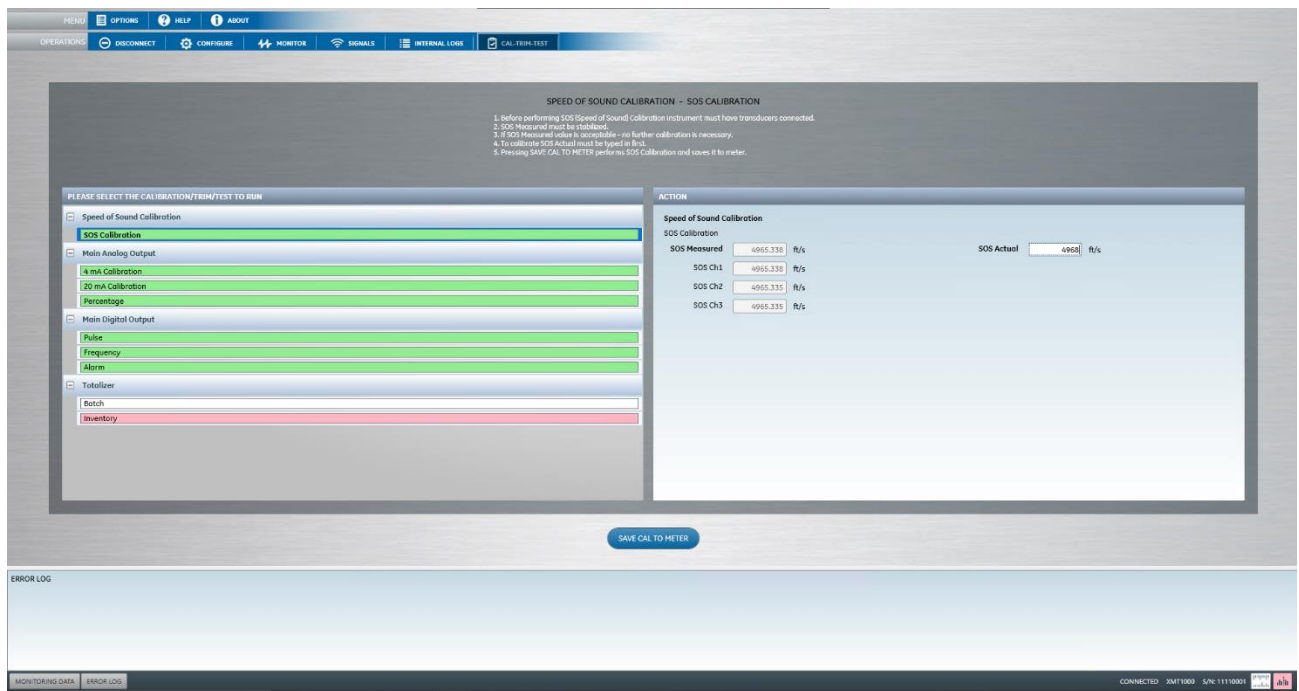 MENU OPTIONS HELP ABOUT
OPERATIONS DISCONNECT CONFIGURE MONITOR SIGNALS INTERNAL LOGS CAL-TRIM-TEST
SPEED OF SOUND CALIBRATION - SOS CALIBRATION
1. Before performing SOS (Speed of Sound) Calibration instrument must have transducers connected.
2. SOS Measured must be stabilized.
3. If SOS Measured value is acceptable - no further calibration is necessary.
4. To calibrate SOS Actual must be typed in first.
5. Pressing SAVE CAL TO METER performs SOS Calibration and saves it to meter.
PLEASE SELECT THE CALIBRATION/TRIM/TEST TO RUN
Speed of Sound Calibration
SOS Calibration
Main Analog Output
4 mA Calibration
20 mA Calibration
Percentage
Main Digital Output
Pulse
Frequency
Alarm
Totalizer
Batch
Inventory
ACTION
Speed of Sound Calibration
SOS Calibration
SOS Measured 4965.338 ft/s SOS Actual 4968 ft/s
SOS Ch1 4965.338 ft/s
SOS Ch2 4965.335 ft/s
SOS Ch3 4965.335 ft/s
SAVE CAL TO METER
ERROR LOG
MONITORING DATA ERROR LOG CONNECTED XMT1000 S/N: 11110001